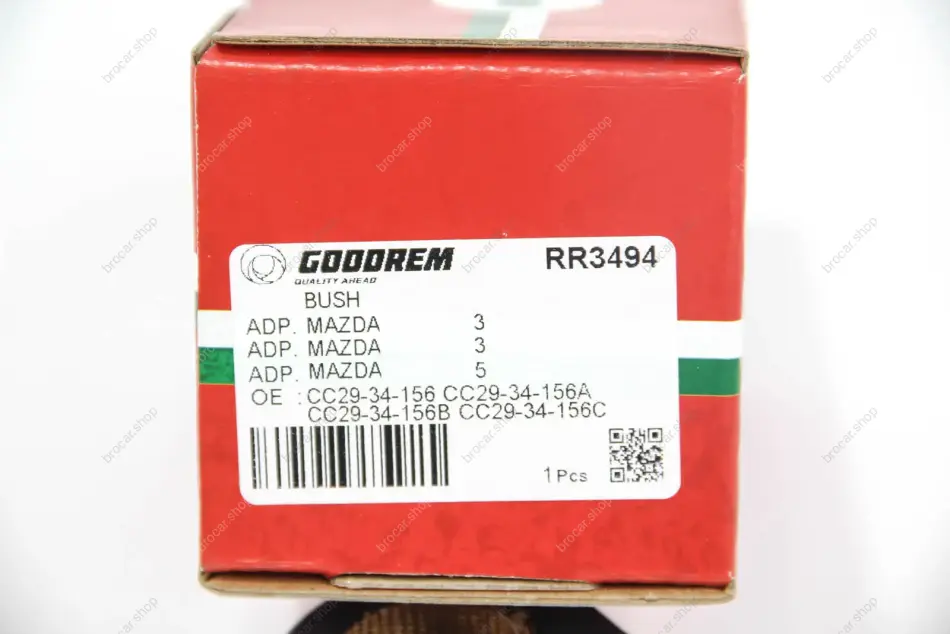 GOODREM
QUALITY AHEAD
RR3494
BUSH
ADP. MAZDA 3
ADP. MAZDA 3
ADP. MAZDA 5
OE : CC29-34-156 CC29-34-156A
CC29-34-156B CC29-34-156C
1 Pcs
brocar.shop